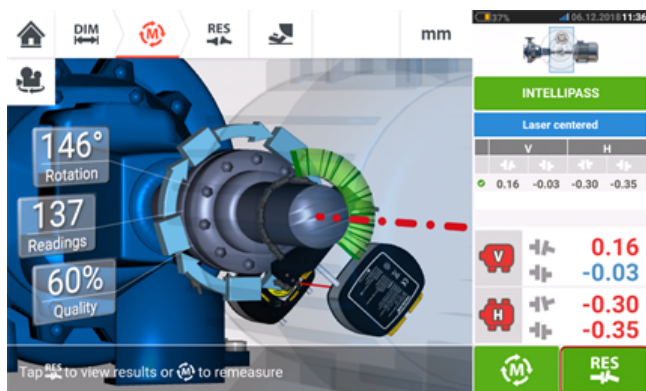 DIM
M
RES
mm
37%
06.12.2018 11:36
146°
Rotation
137
Readings
60%
Quality
Tap RES to view results or M to remeasure
INTELLIPASS
Laser centered
V H
0.16 -0.03 -0.30 -0.35
V
0.16
-0.03
H
-0.30
-0.35
M
RES